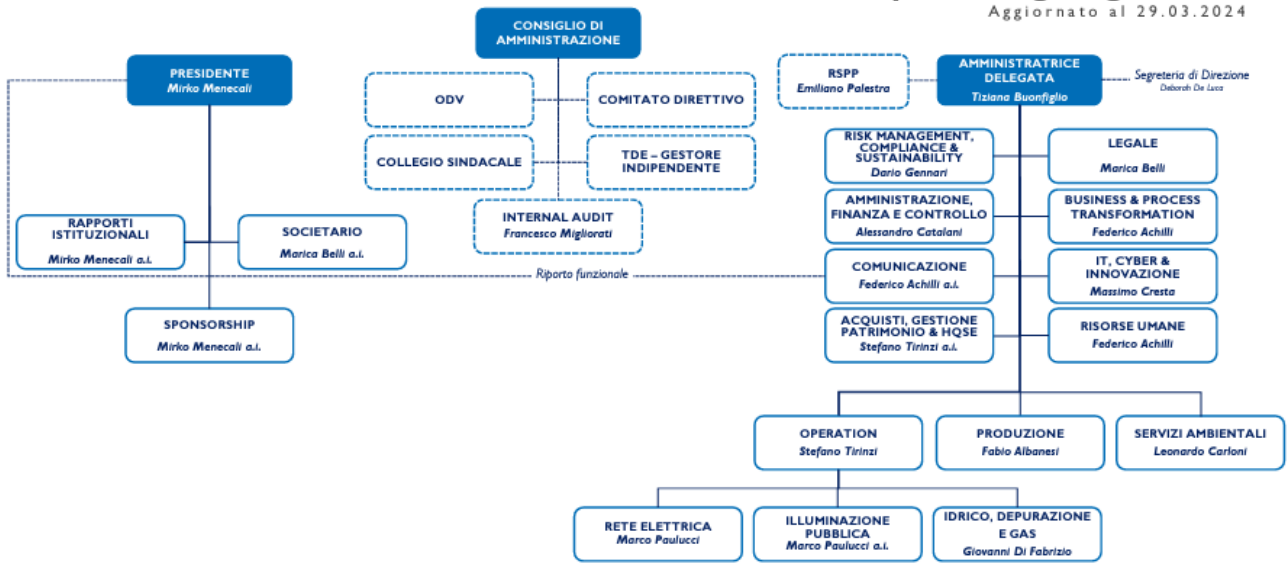 Aggiornato al 29.03.2024
CONSIGLIO DI
AMMINISTRAZIONE
PRESIDENTE
Mirko Menecali
RSPP
Emiliano Palestra
AMMINISTRATRICE
DELEGATA
Tiziana Buonfiglio
Segreteria di Direzione
Deborah De Luca
ODV
COMITATO DIRETTIVO
COLLEGIO SINDACALE
TDE – GESTORE
INDIPENDENTE
INTERNAL AUDIT
Francesco Migliorati
RISK MANAGEMENT,
COMPLIANCE &
SUSTAINABILITY
Dario Gennari
LEGALE
Marica Belli
AMMINISTRAZIONE,
FINANZA E CONTROLLO
Alessandro Catalani
BUSINESS & PROCESS
TRANSFORMATION
Federico Achilli
RAPPORTI
ISTITUZIONALI
Mirko Menecali a.i.
SOCIETARIO
Marica Belli a.i.
Riporto funzionale
COMUNICAZIONE
Federico Achilli a.i.
IT, CYBER &
INNOVAZIONE
Massimo Cresta
SPONSORSHIP
Mirko Menecali a.i.
ACQUISTI, GESTIONE
PATRIMONIO & HQSE
Stefano Tirinzi a.i.
RISORSE UMANE
Federico Achilli
OPERATION
Stefano Tirinzi
PRODUZIONE
Fabio Albanesi
SERVIZI AMBIENTALI
Leonardo Carloni
RETE ELETTRICA
Marco Paulucci
ILLUMINAZIONE
PUBBLICA
Marco Paulucci a.i.
IDRICO, DEPURAZIONE
E GAS
Giovanni Di Fabrizio